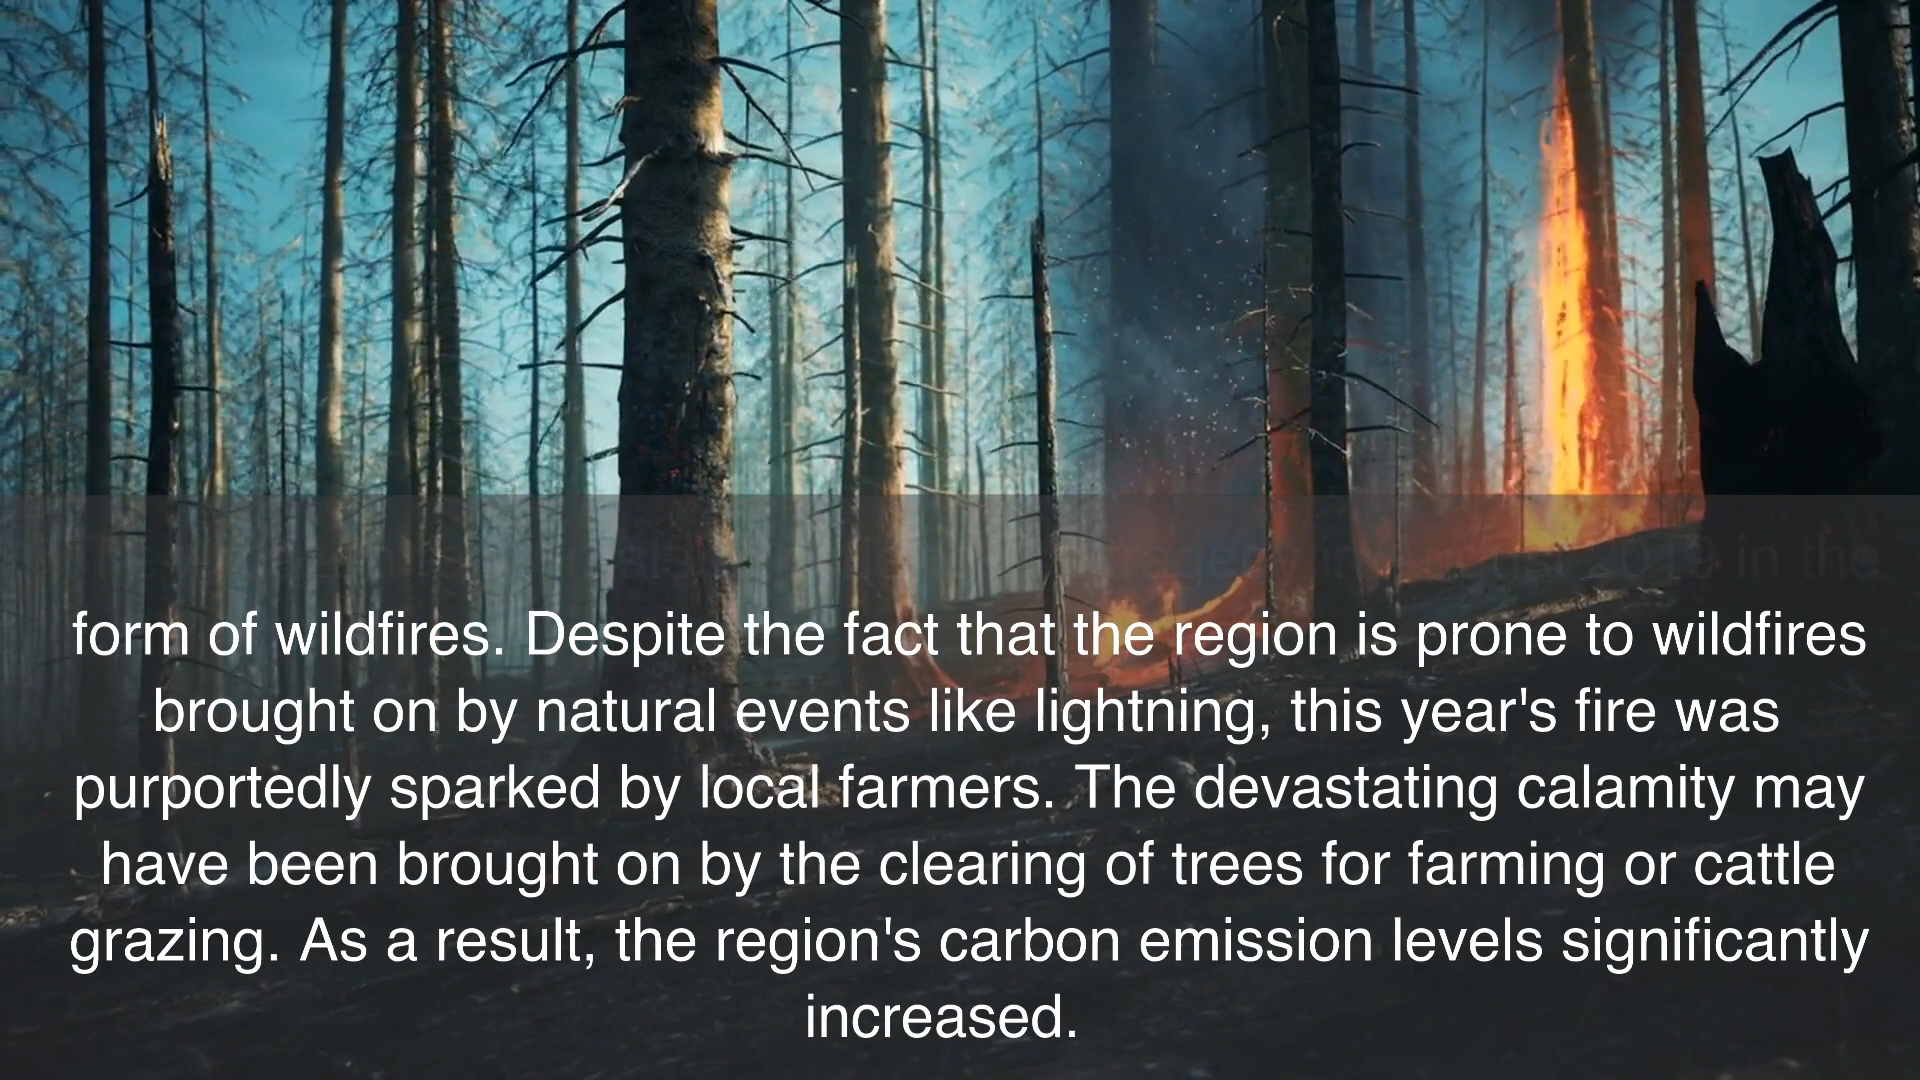 in the
form of wildfires. Despite the fact that the region is prone to wildfires
brought on by natural events like lightning, this year's fire was
purportedly sparked by local farmers. The devastating calamity may
have been brought on by the clearing of trees for farming or cattle
grazing. As a result, the region's carbon emission levels significantly
increased.